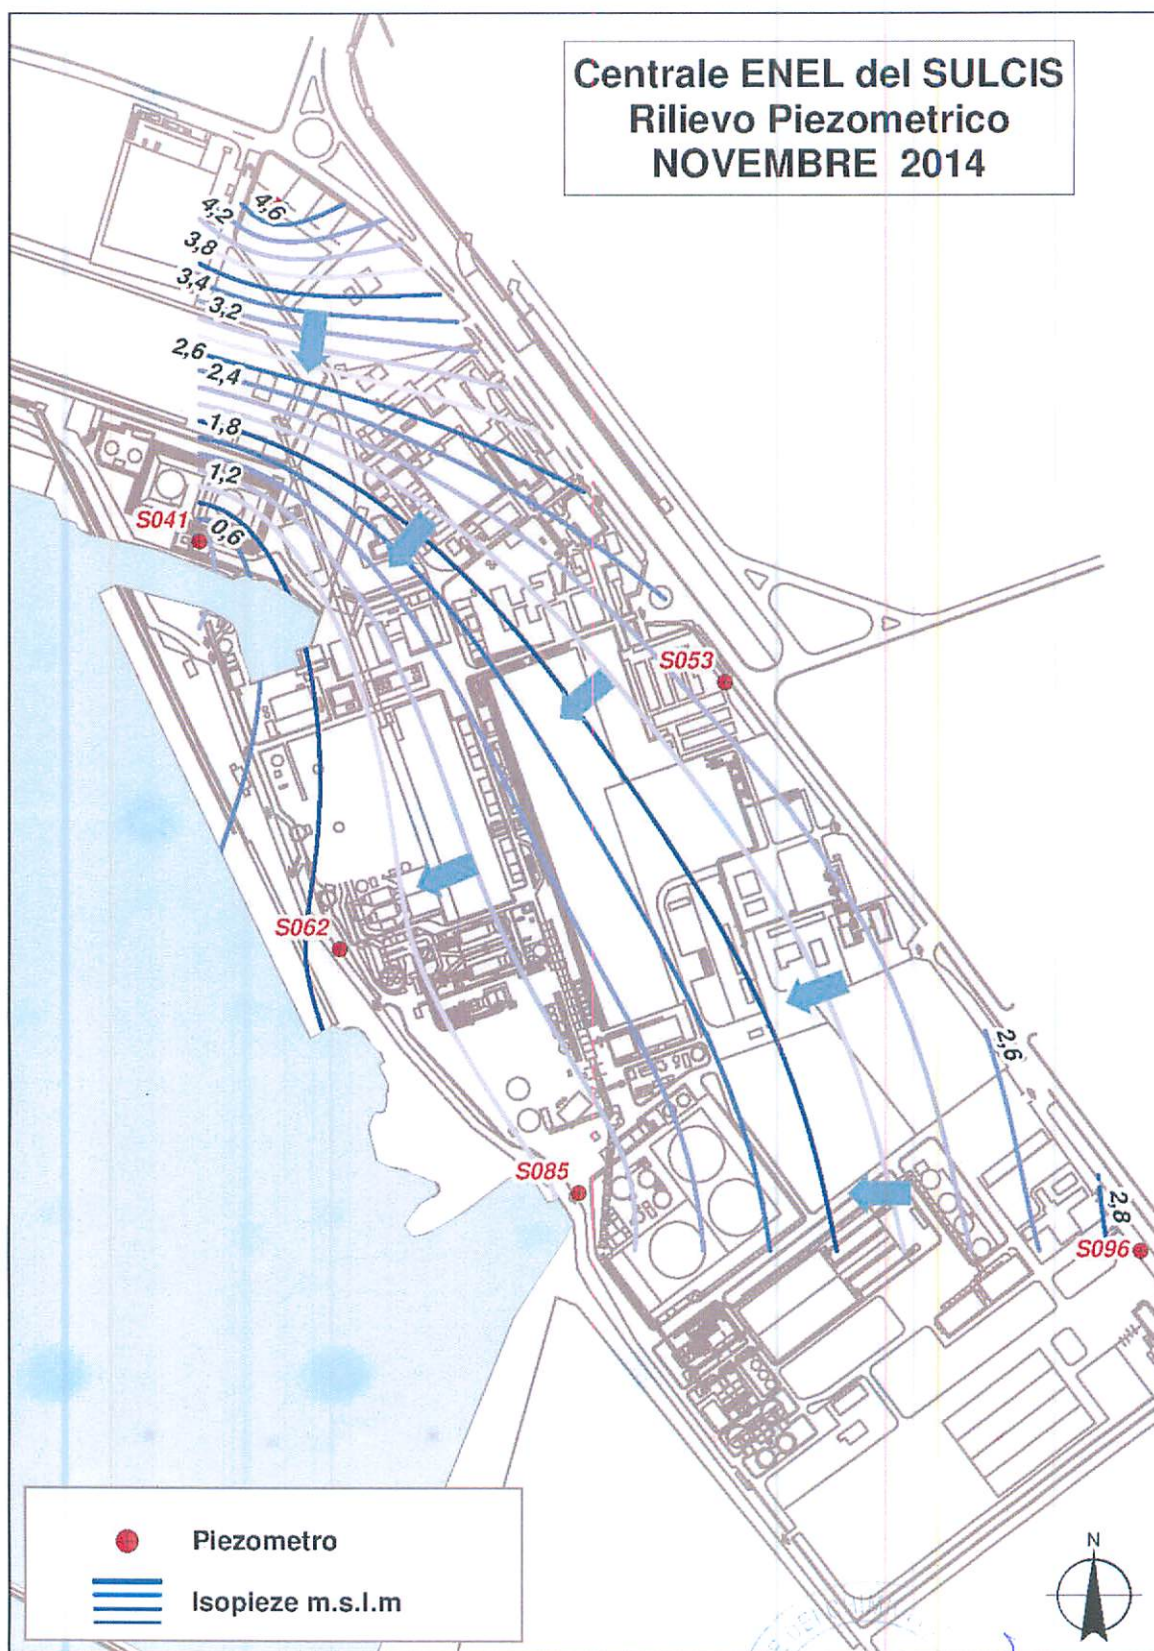 Centrale ENEL del SULCIS
Rilievo Piezometrico
NOVEMBRE 2014
4,6
4,2
3,8
3,4
3,2
2,6
2,4
1,8
1,2
S041
0,6
S053
S062
2,6
S085
2,8
S096
Piezometro
Isopieze m.s.l.m
N